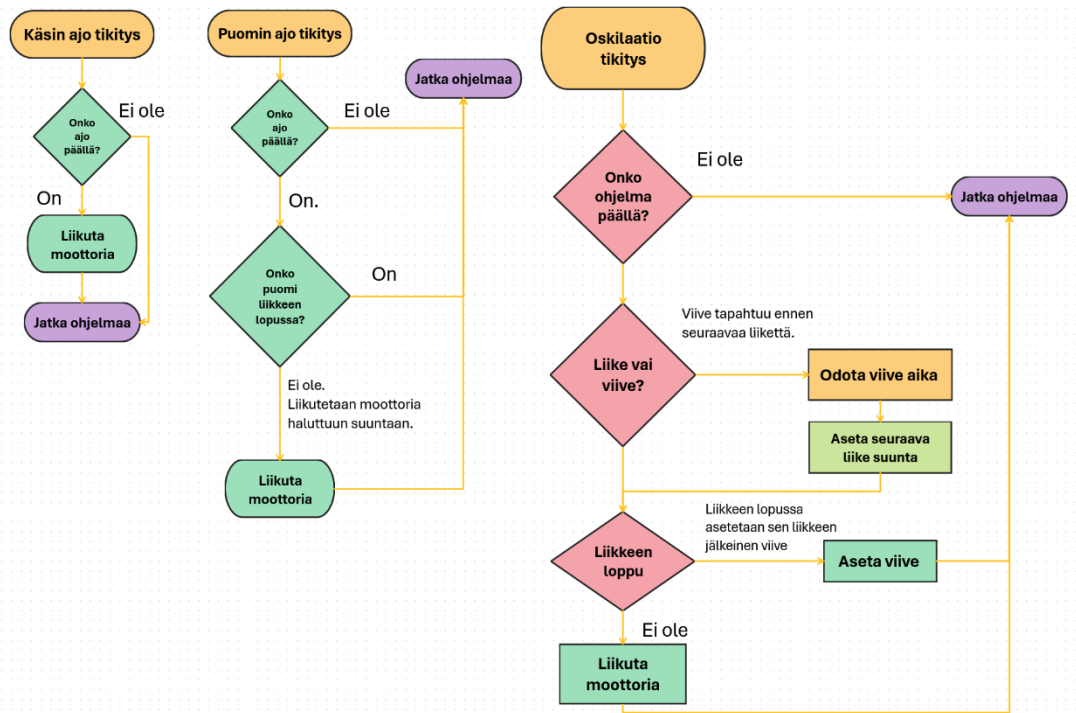 Käsin ajo tikitys
Onko
ajo
päällä?
Ei ole
On
Liikuta
moottoria
Jatka ohjelmaa
Puomin ajo tikitys
Jatka ohjelmaa
Onko
ajo
päällä?
Ei ole
On.
Onko
puomi
liikkeen
lopussa?
On
Ei ole.
Liikutetaan moottoria
haluttuun suuntaan.
Liikuta
moottoria
Oskilaatio
tikitys
Onko
ohjelma
päällä?
Ei ole
Jatka ohjelmaa
Liike vai
viive?
Viive tapahtuu ennen
seuraavaa liikettä.
Odota viive aika
Aseta seuraava
liike suunta
Liikkeen
loppu
Liikkeen lopussa
asetetaan sen liikkeen
jälkeinen viive
Aseta viive
Ei ole
Liikuta
moottoria